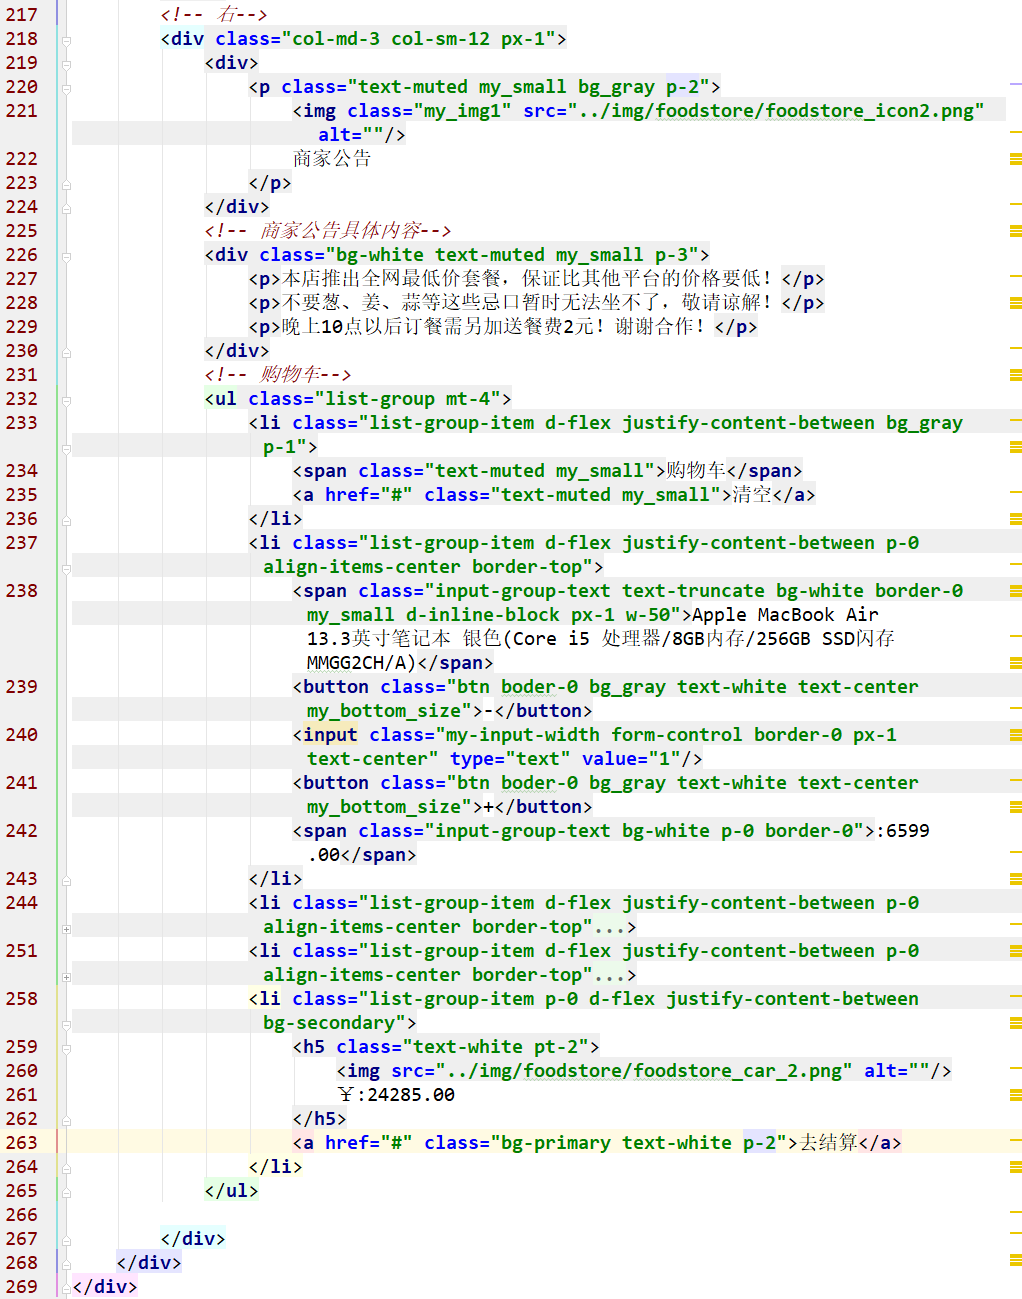 217 <!-- 右-->
218 <div class="col-md-3 col-sm-12 px-1">
219 <div>
220 <p class="text-muted my_small bg_gray p-2">
221 <img class="my_img1" src="../img/foodstore/foodstore_icon2.png"
alt=""/>
222 商家公告
223 </p>
224 </div>
225 <!-- 商家公告具体内容-->
226 <div class="bg-white text-muted my_small p-3">
227 <p>本店推出全网最低价套餐，保证比其他平台的价格要低！</p>
228 <p>不要葱、姜、蒜等这些忌口暂时无法坐不了，敬请谅解！</p>
229 <p>晚上10点以后订餐需另加送餐费2元！谢谢合作！</p>
230 </div>
231 <!-- 购物车-->
232 <ul class="list-group mt-4">
233 <li class="list-group-item d-flex justify-content-between bg_gray
p-1">
234 <span class="text-muted my_small">购物车</span>
235 <a href="#" class="text-muted my_small">清空</a>
236 </li>
237 <li class="list-group-item d-flex justify-content-between p-0
align-items-center border-top">
238 <span class="input-group-text text-truncate bg-white border-0
my_small d-inline-block px-1 w-50">Apple MacBook Air
13.3英寸笔记本 银色(Core i5 处理器/8GB内存/256GB SSD闪存
MMGG2CH/A)</span>
239 <button class="btn boder-0 bg_gray text-white text-center
my_bottom_size">-</button>
240 <input class="my-input-width form-control border-0 px-1
text-center" type="text" value="1"/>
241 <button class="btn boder-0 bg_gray text-white text-center
my_bottom_size">+</button>
242 <span class="input-group-text bg-white p-0 border-0">:6599
.00</span>
243 </li>
244 <li class="list-group-item d-flex justify-content-between p-0
align-items-center border-top"...>
251 <li class="list-group-item d-flex justify-content-between p-0
align-items-center border-top"...>
258 <li class="list-group-item p-0 d-flex justify-content-between
bg-secondary">
259 <h5 class="text-white pt-2">
260 <img src="../img/foodstore/foodstore_car_2.png" alt=""/>
261 ￥:24285.00
262 </h5>
263 <a href="#" class="bg-primary text-white p-2">去结算</a>
264 </li>
265 </ul>
266
267 </div>
268 </div>
269 </div>